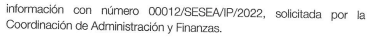 información con número 00012/SESEA/IP/2022, solicitada por la
Coordinación de Administración y Finanzas.